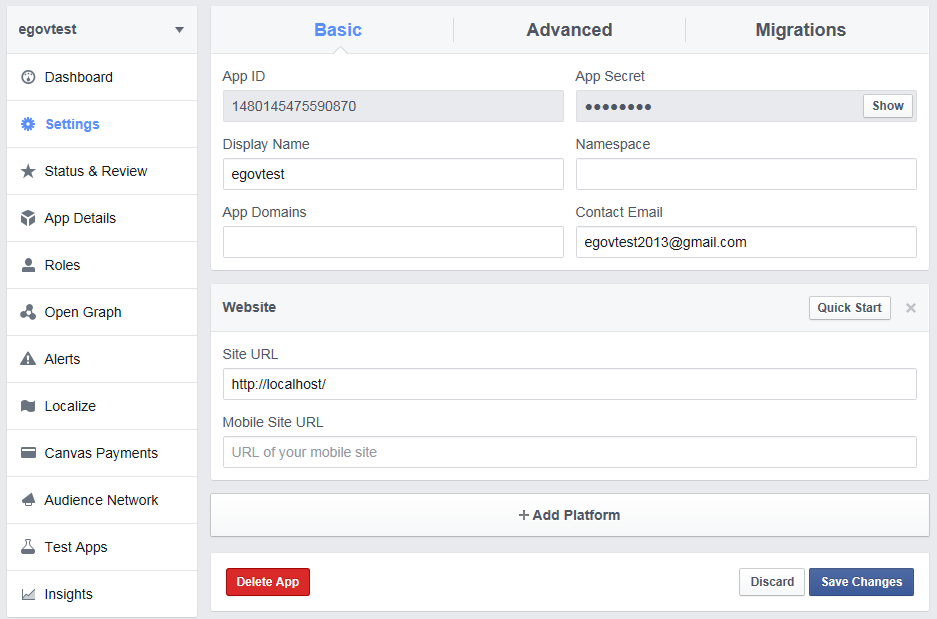 egovtest
Dashboard
Settings
Status & Review
App Details
Roles
Open Graph
Alerts
Localize
Canvas Payments
Audience Network
Test Apps
Insights
Basic Advanced Migrations
App ID App Secret
1480145475590870 ●●●●●●●● Show
Display Name Namespace
egovtest
App Domains Contact Email
egovtest2013@gmail.com
Website Quick Start ×
Site URL
http://localhost/
Mobile Site URL
URL of your mobile site
+ Add Platform
Delete App Discard Save Changes